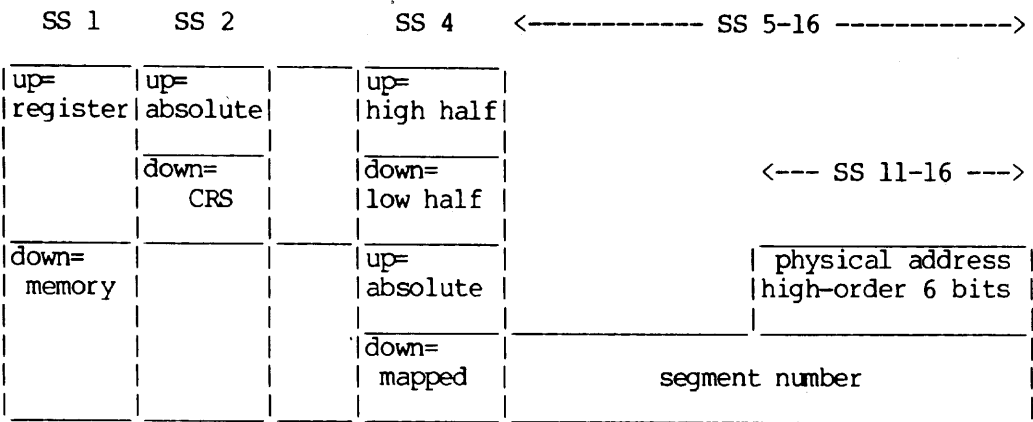 SS 1 SS 2 SS 4 <------------ SS 5-16 ------------>
up= up= up=
register absolute high half
down= down= <--- SS 11-16 --->
CRS low half
down= up= physical address
memory absolute high-order 6 bits
down=
mapped segment number